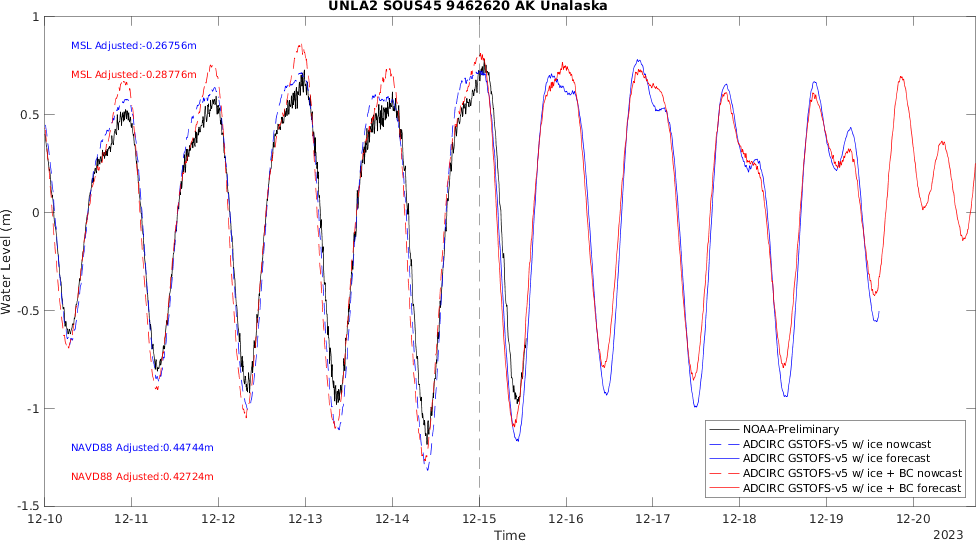 UNLA2 SOUS45 9462620 AK Unalaska
MSL Adjusted:-0.26756m
MSL Adjusted:-0.28776m
NAVD88 Adjusted:0.44744m
NAVD88 Adjusted:0.42724m
Water Level (m)
1
0.5
0
-0.5
-1
-1.5
NOAA-Preliminary
ADCIRC GSTOFS-v5 w/ ice nowcast
ADCIRC GSTOFS-v5 w/ ice forecast
ADCIRC GSTOFS-v5 w/ ice + BC nowcast
ADCIRC GSTOFS-v5 w/ ice + BC forecast
12-10 12-11 12-12 12-13 12-14 12-15 12-16 12-17 12-18 12-19 12-20
Time
2023